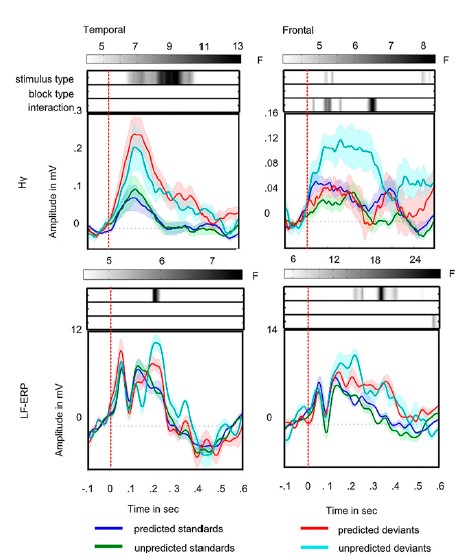 Temporal
Frontal
5 7 9 11 13 F
5 6 7 8 F
stimulus type
block type
interaction
.3
.2
.1
0
.16
.12
.08
.04
0
Hγ
Amplitude in mV
5 6 7 F
6 12 18 24 F
12
0
14
0
LF-ERP
Amplitude in mV
-.1 0 .1 .2 .3 .4 .5 .6
-.1 0 .1 .2 .3 .4 .5 .6
Time in sec
Time in sec
predicted standards
predicted deviants
unpredicted standards
unpredicted deviants